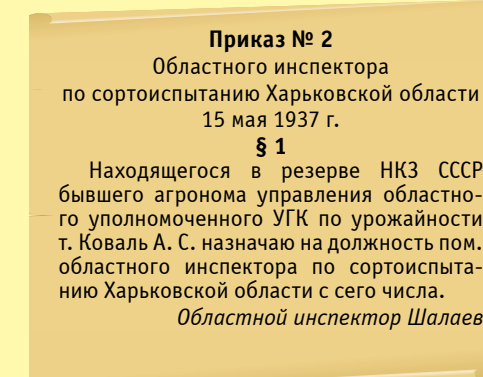 Приказ № 2
Областного инспектора
по сортоиспытанию Харьковской области
15 мая 1937 г.
§ 1
Находящегося в резерве НКЗ СССР
бывшего агронома управления областно-
го уполномоченного УГК по урожайности
т. Коваль А. С. назначаю на должность пом.
областного инспектора по сортоиспыта-
нию Харьковской области с сего числа.
Областной инспектор Шалаев